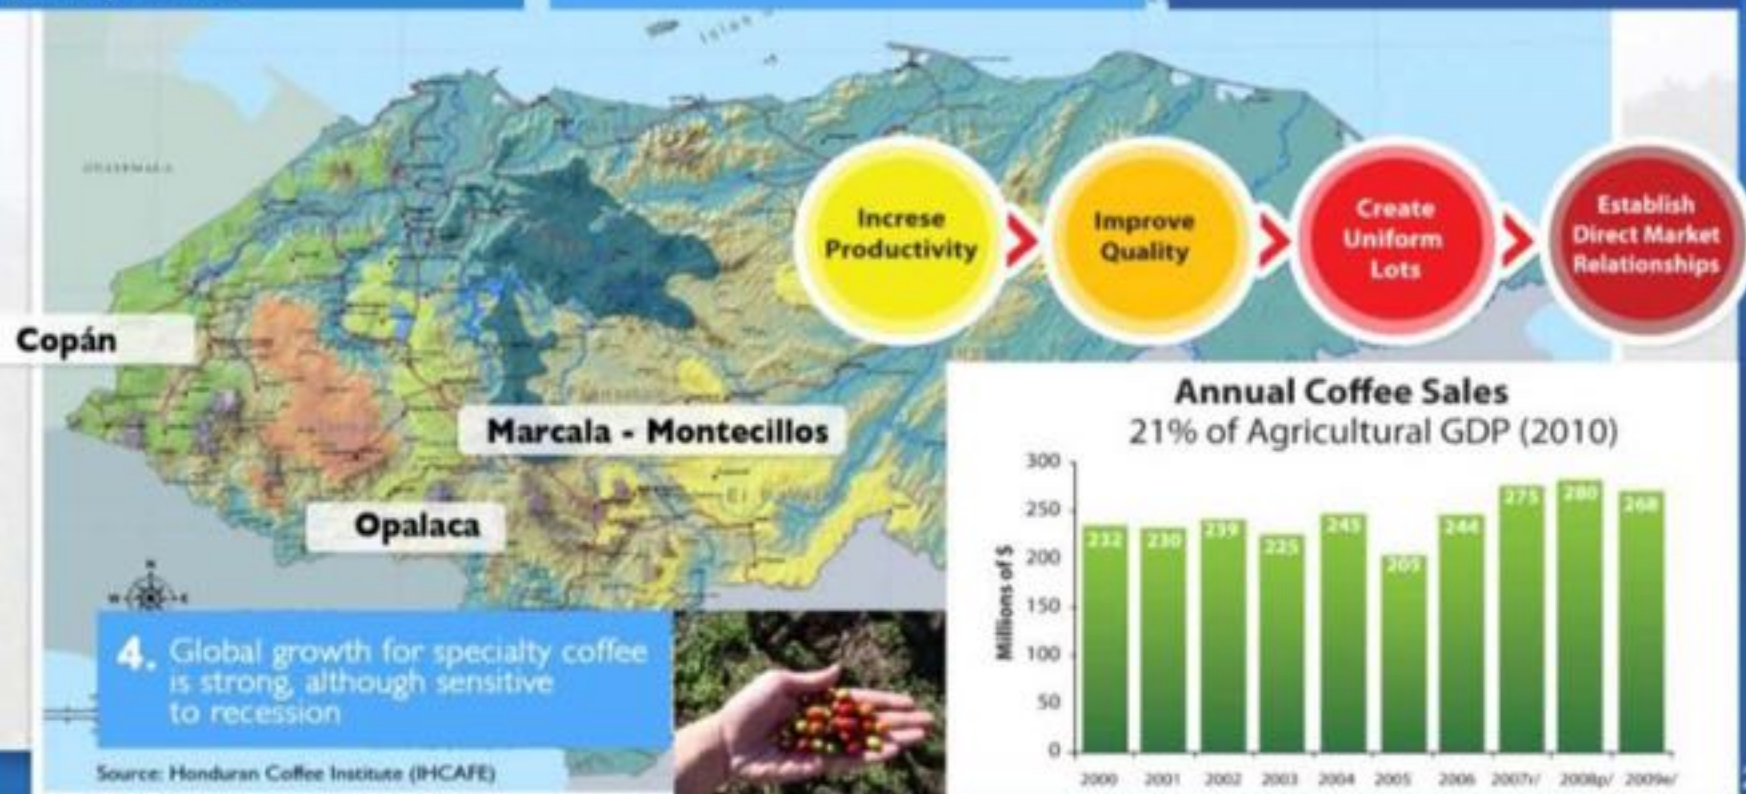 Increse
Productivity
Improve
Quality
Create
Uniform
Lots
Establish
Direct Market
Relationships
Copán
Marcala - Montecillos
Opalaca
N
W
E
4. Global growth for specialty coffee
is strong, although sensitive
to recession
Source: Honduran Coffee Institute (IHCAFE)
Annual Coffee Sales
21% of Agricultural GDP (2010)
Millions of $
300
250
200
150
100
50
0
232
230
239
225
245
205
244
275
280
268
2000
2001
2002
2003
2004
2005
2006
2007r/
2008p/
2009e/